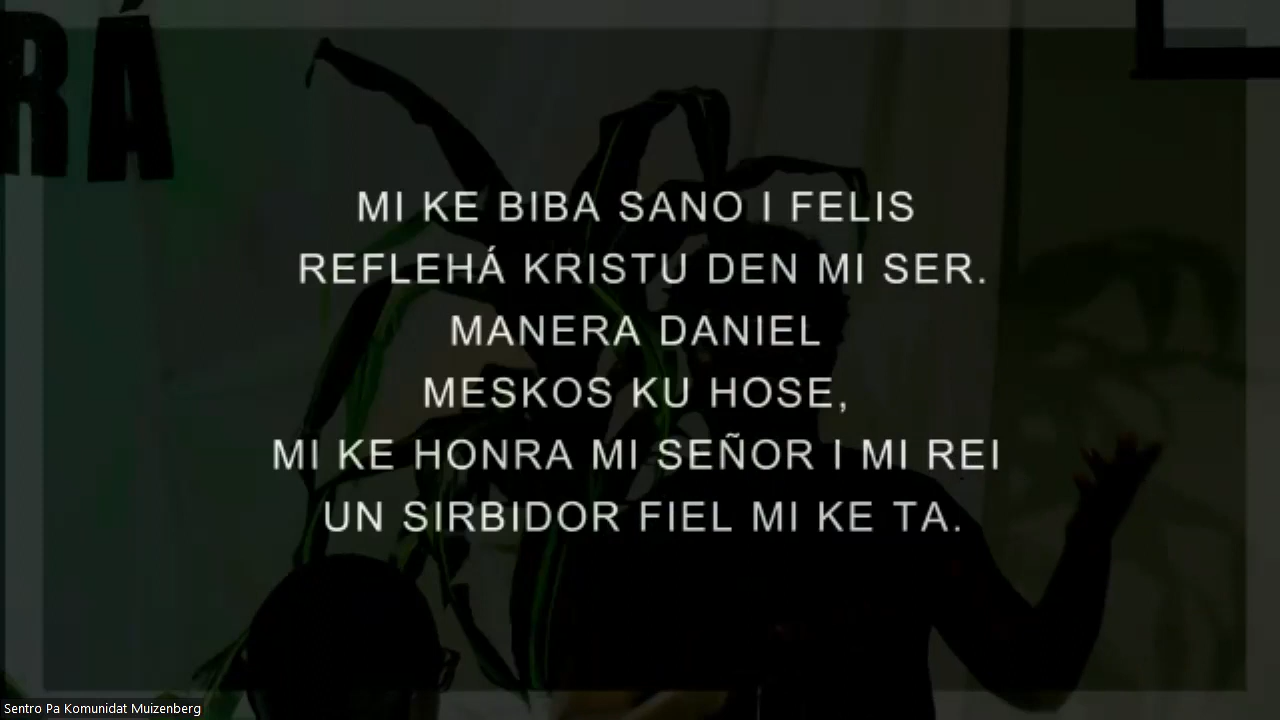 RÁ
MI KE BIBA SANO I FELIS
REFLEHÁ KRISTU DEN MI SER.
MANERA DANIEL
MESKOS KU HOSE,
MI KE HONRA MI SEÑOR I MI REI
UN SIRBIDOR FIEL MI KE TA.
Sentro Pa Komunidat Muizenberg